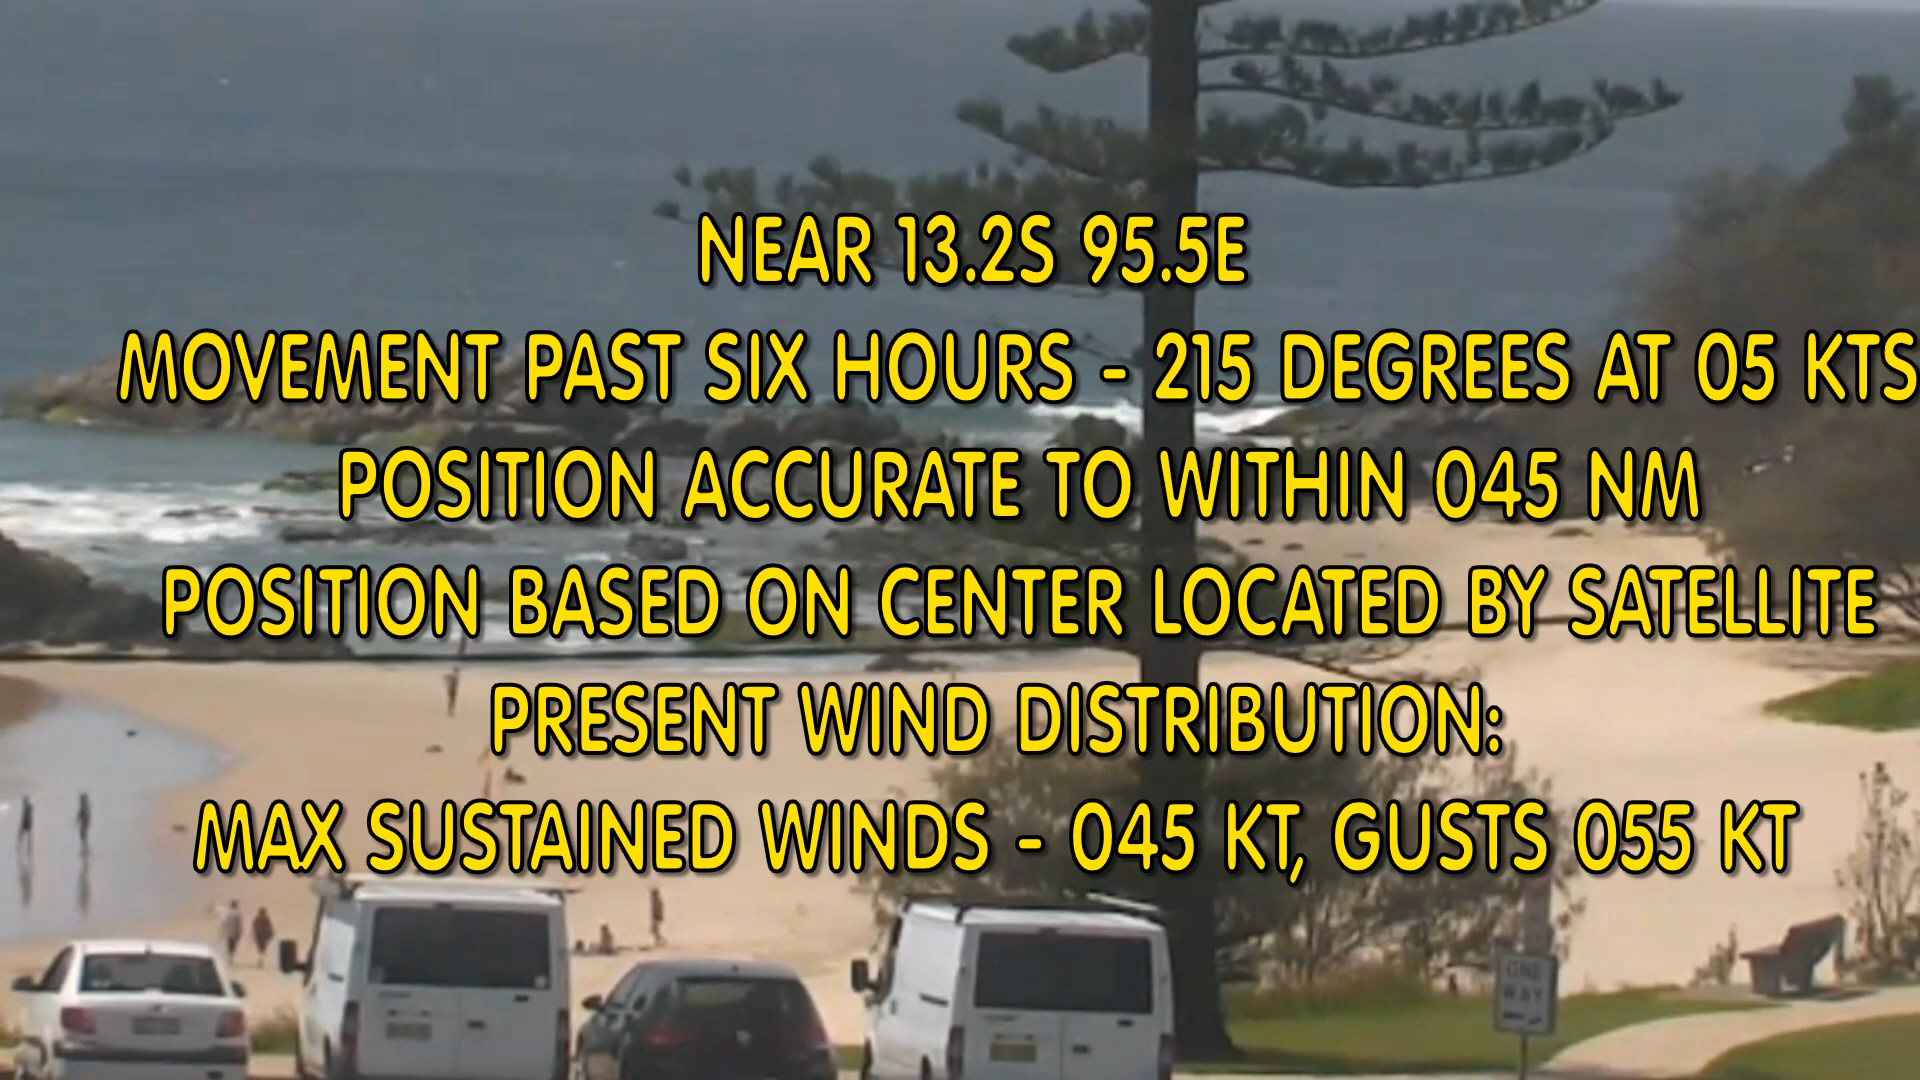 NEAR 13.2S 95.5E
MOVEMENT PAST SIX HOURS - 215 DEGREES AT 05 KTS
POSITION ACCURATE TO WITHIN 045 NM
POSITION BASED ON CENTER LOCATED BY SATELLITE
PRESENT WIND DISTRIBUTION:
MAX SUSTAINED WINDS - 045 KT, GUSTS 055 KT
ONE
WAY